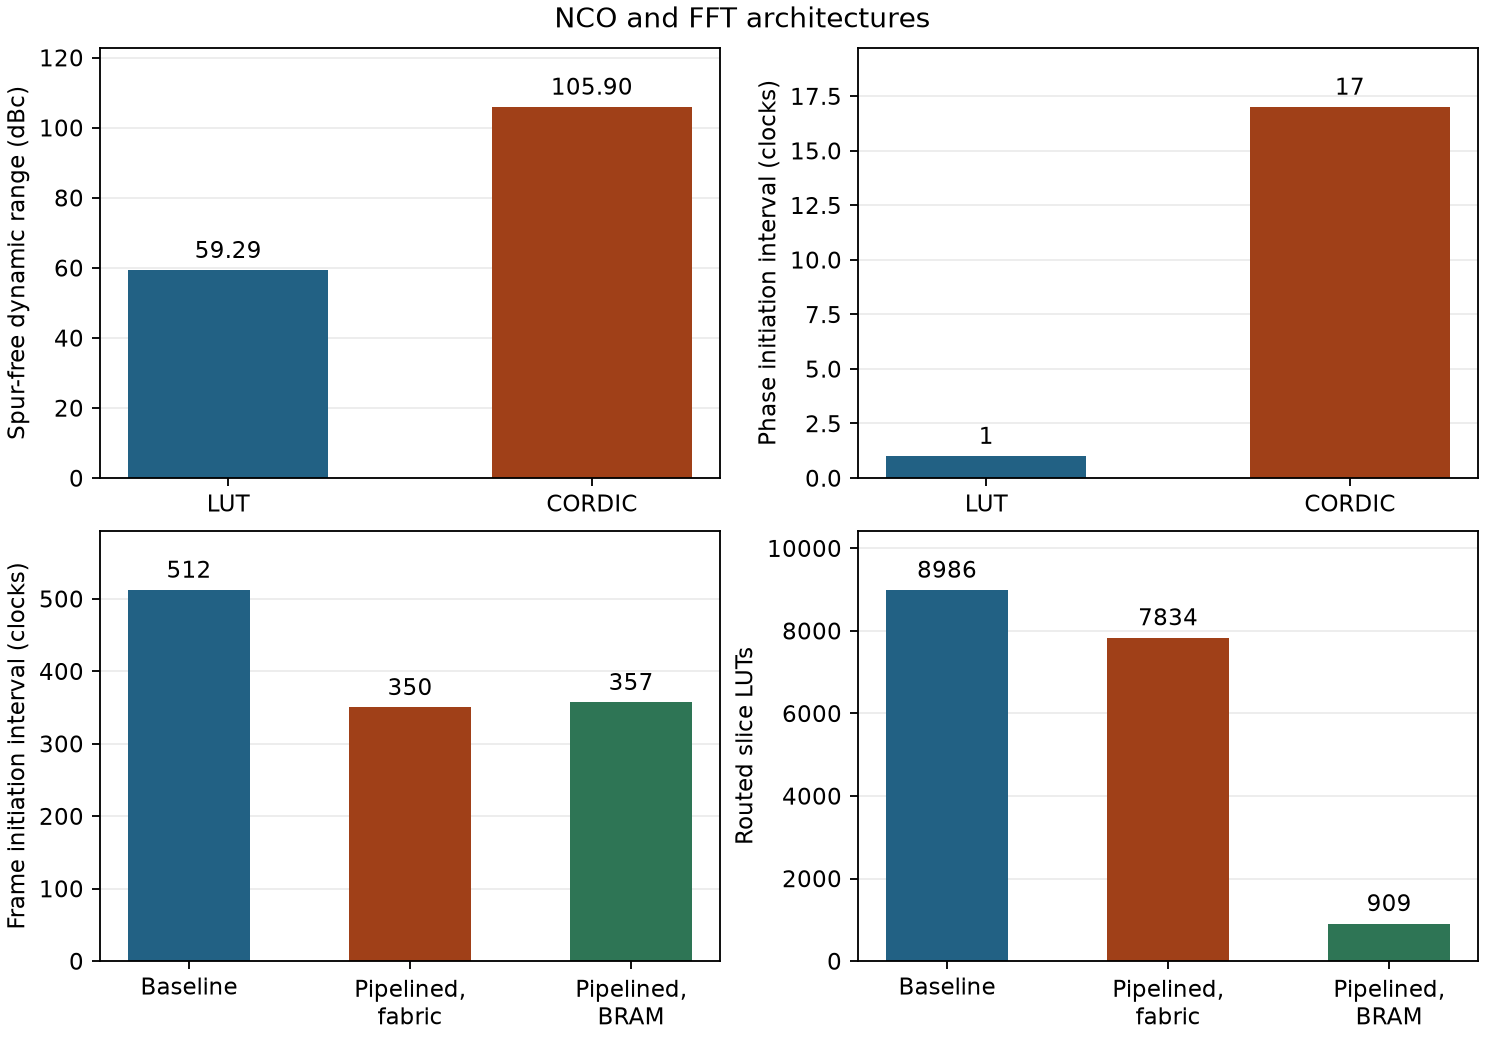 NCO and FFT architectures
Spur-free dynamic range (dBc)
120
100
80
60
40
20
0
59.29
105.90
LUT
CORDIC
Phase initiation interval (clocks)
17.5
15.0
12.5
10.0
7.5
5.0
2.5
0.0
1
17
LUT
CORDIC
Frame initiation interval (clocks)
500
400
300
200
100
0
512
350
357
Baseline
Pipelined,
fabric
Pipelined,
BRAM
Routed slice LUTs
10000
8000
6000
4000
2000
0
8986
7834
909
Baseline
Pipelined,
fabric
Pipelined,
BRAM